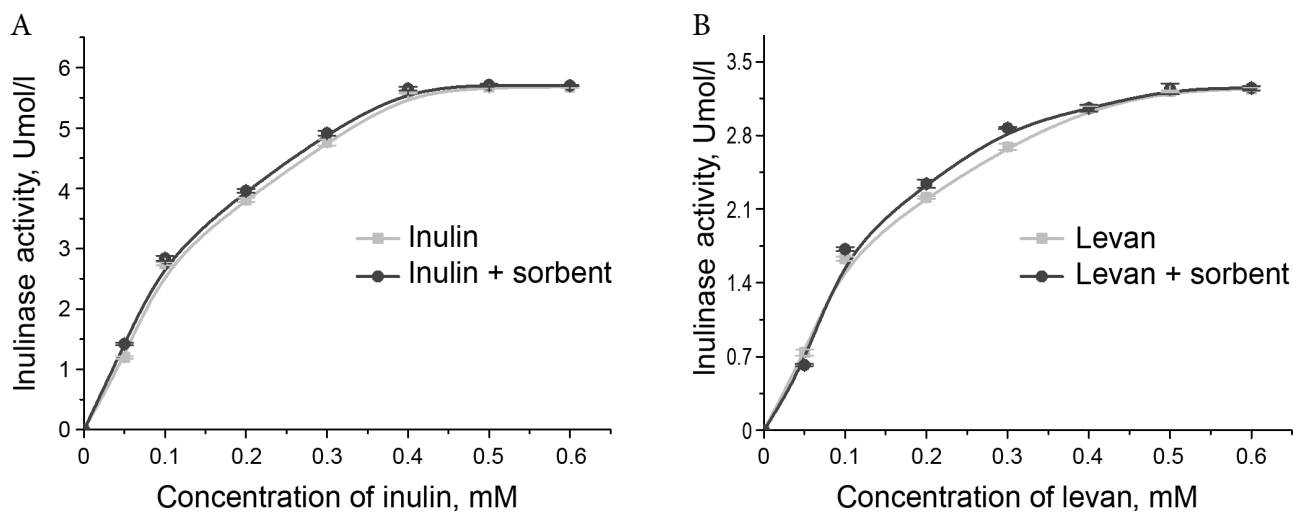 A
Inulinase activity, Umol/l
6
5
4
3
2
1
0
0 0.1 0.2 0.3 0.4 0.5 0.6
Concentration of inulin, mM
Inulin
Inulin + sorbent
B
Inulinase activity, Umol/l
3.5
2.8
2.1
1.4
0.7
0
0 0.1 0.2 0.3 0.4 0.5 0.6
Concentration of levan, mM
Levan
Levan + sorbent